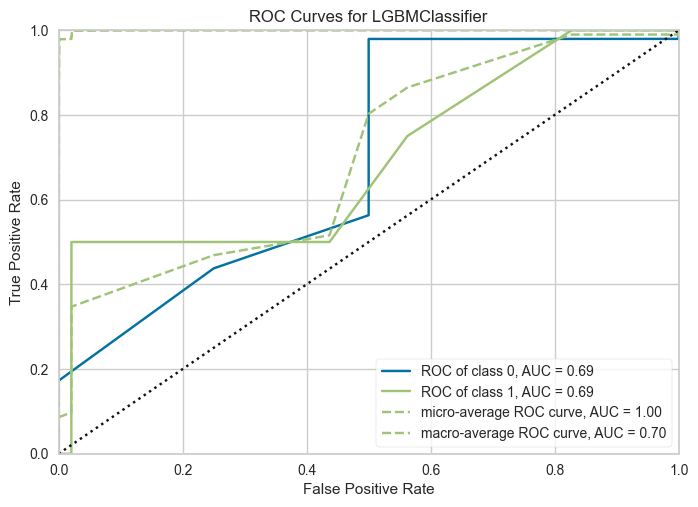 ROC Curves for LGBMClassifier
1.0
0.8
0.6
0.4
0.2
0.0
True Positive Rate
ROC of class 0, AUC = 0.69
ROC of class 1, AUC = 0.69
micro-average ROC curve, AUC = 1.00
macro-average ROC curve, AUC = 0.70
0.0 0.2 0.4 0.6 0.8 1.0
False Positive Rate